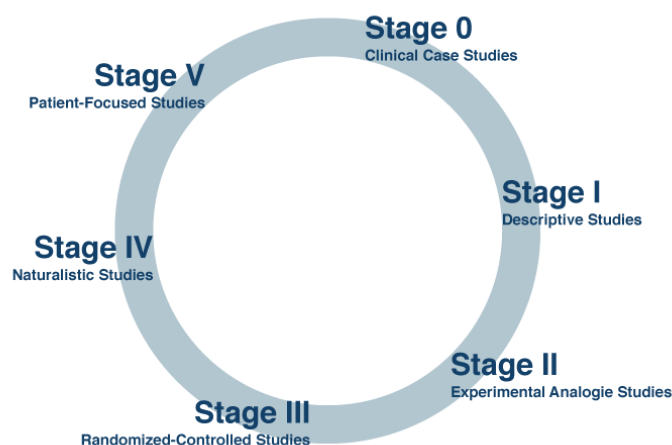 Stage 0
Clinical Case Studies
Stage I
Descriptive Studies
Stage II
Experimental Analogie Studies
Stage III
Randomized-Controlled Studies
Stage IV
Naturalistic Studies
Stage V
Patient-Focused Studies